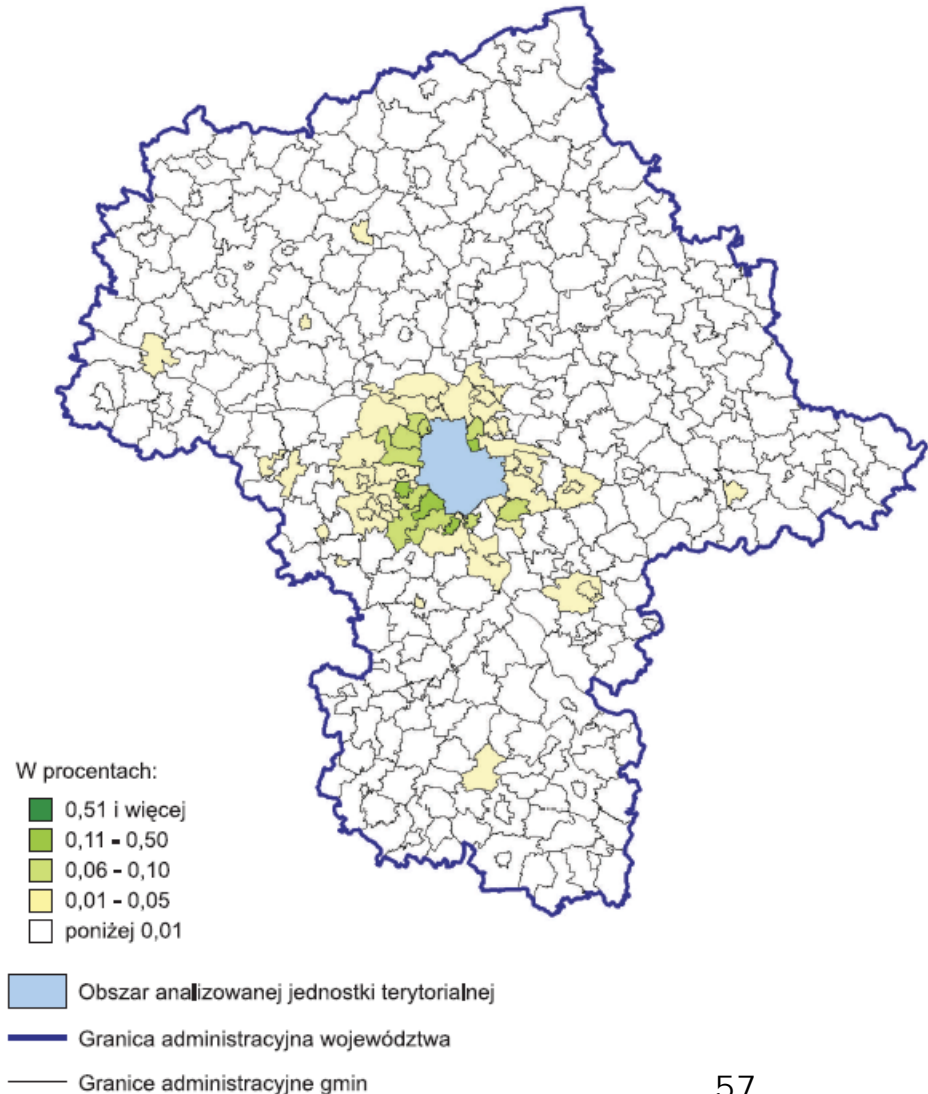 W procentach:
0,51 i więcej
0,11 - 0,50
0,06 - 0,10
0,01 - 0,05
poniżej 0,01
Obszar analizowanej jednostki terytorialnej
Granica administracyjna województwa
Granice administracyjne gmin
57